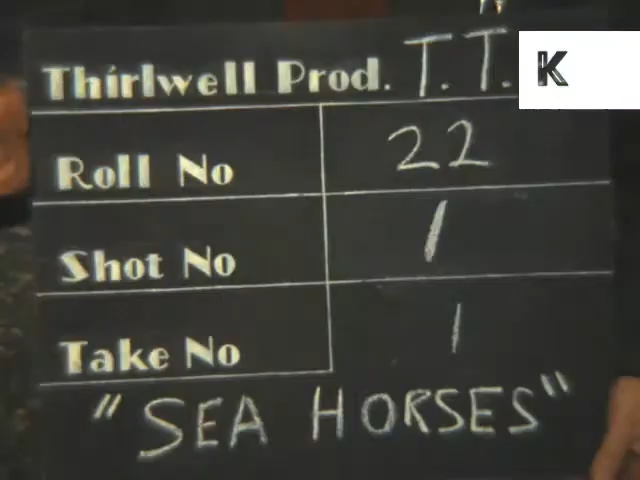 Thirlwell Prod. T.T.
K
Roll No 22
Shot No 1
Take No 1
"SEA HORSES"